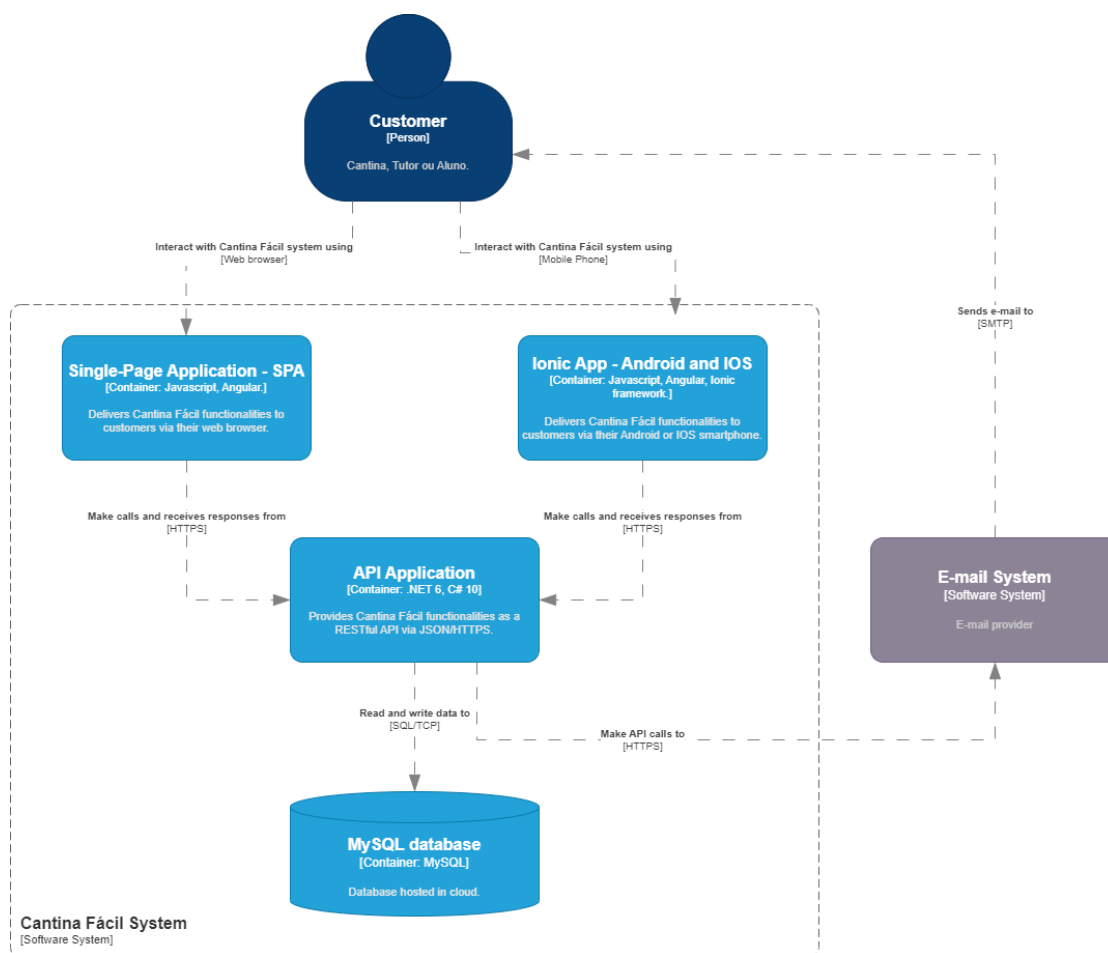 Customer
[Person]
Cantina, Tutor ou Aluno.
Interact with Cantina Fácil system using
[Web browser]
Interact with Cantina Fácil system using
[Mobile Phone]
Sends e-mail to
[SMTP]
Single-Page Application - SPA
[Container: Javascript, Angular.]
Delivers Cantina Fácil functionalities to
customers via their web browser.
Ionic App - Android and IOS
[Container: Javascript, Angular, Ionic
framework.]
Delivers Cantina Fácil functionalities to
customers via their Android or IOS smartphone.
Make calls and receives responses from
[HTTPS]
Make calls and receives responses from
[HTTPS]
API Application
[Container: .NET 6, C# 10]
Provides Cantina Fácil functionalities as a
RESTful API via JSON/HTTPS.
E-mail System
[Software System]
E-mail provider
Read and write data to
[SQL/TCP]
Make API calls to
[HTTPS]
MySQL database
[Container: MySQL]
Database hosted in cloud.
Cantina Fácil System
[Software System]